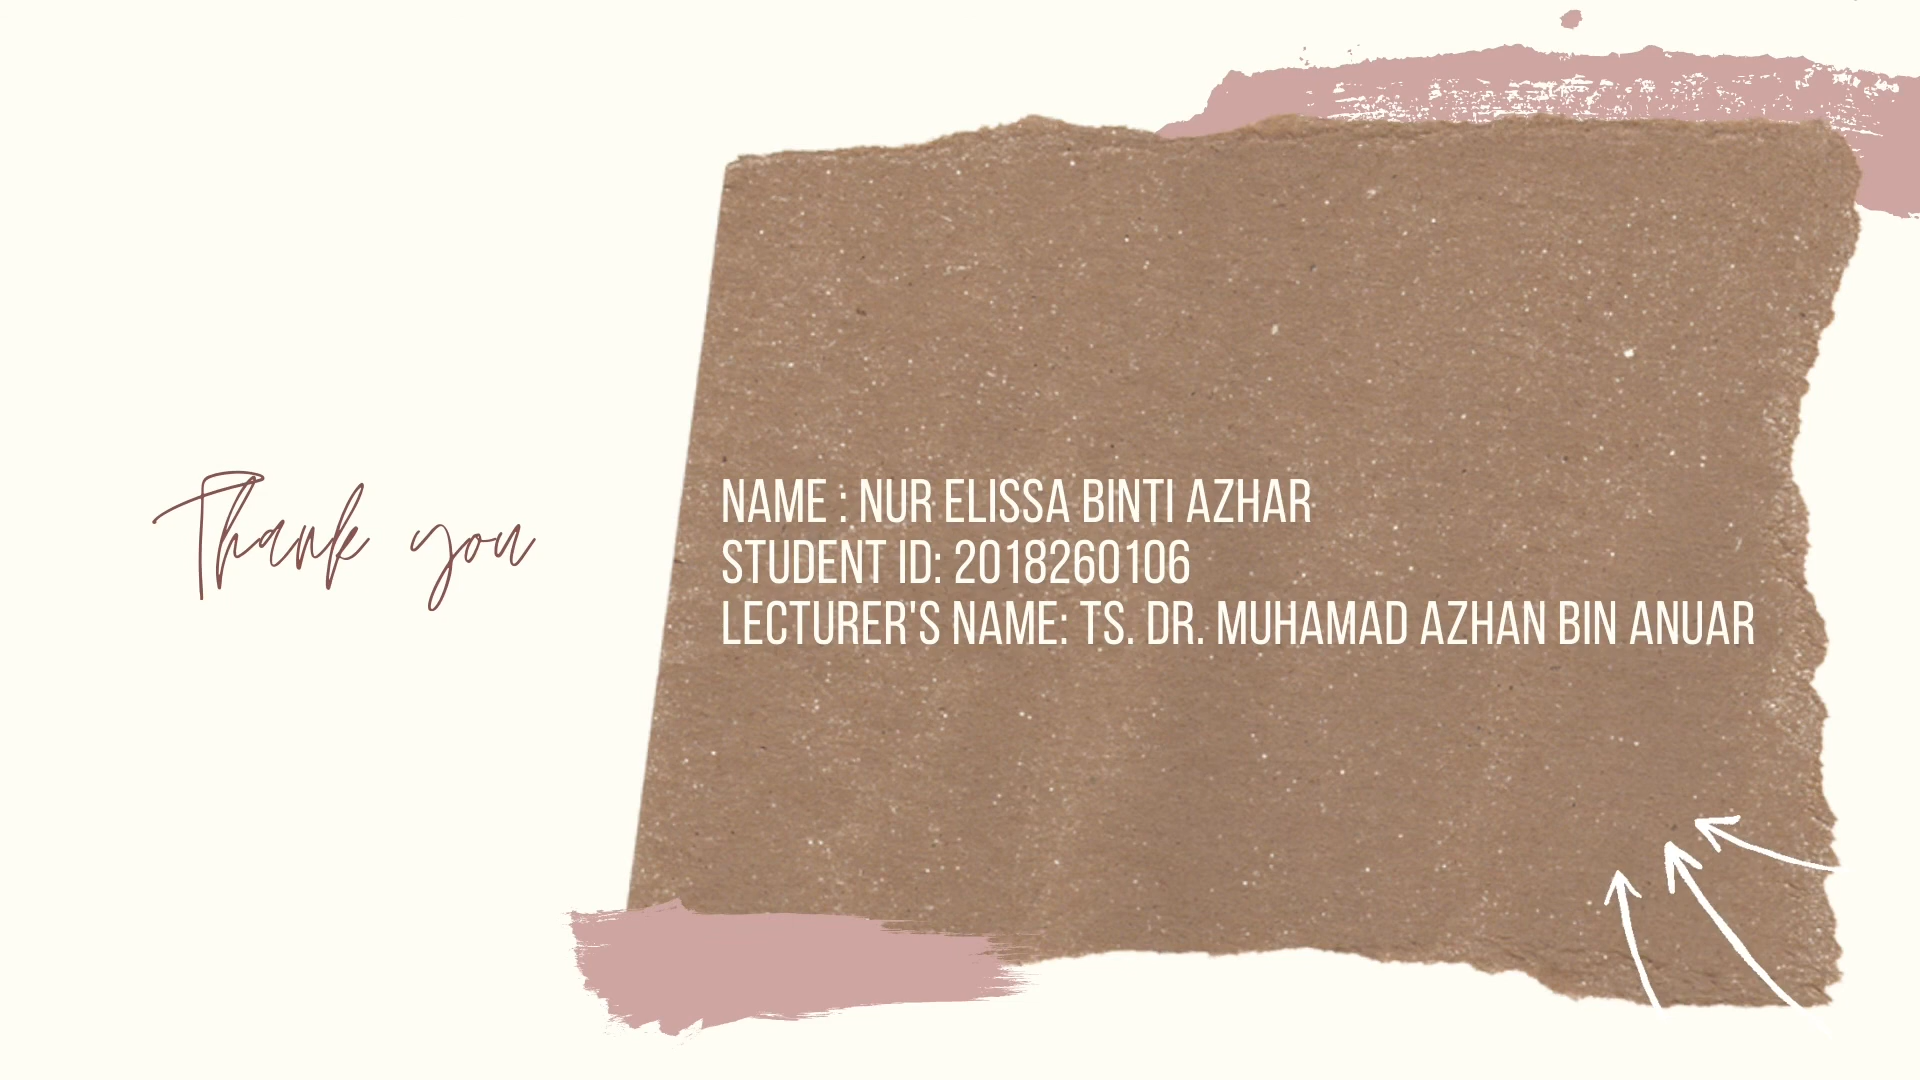 Thank you
NAME : NUR ELISSA BINTI AZHAR
STUDENT ID: 2018260106
LECTURER'S NAME: TS. DR. MUHAMAD AZHAN BIN ANUAR